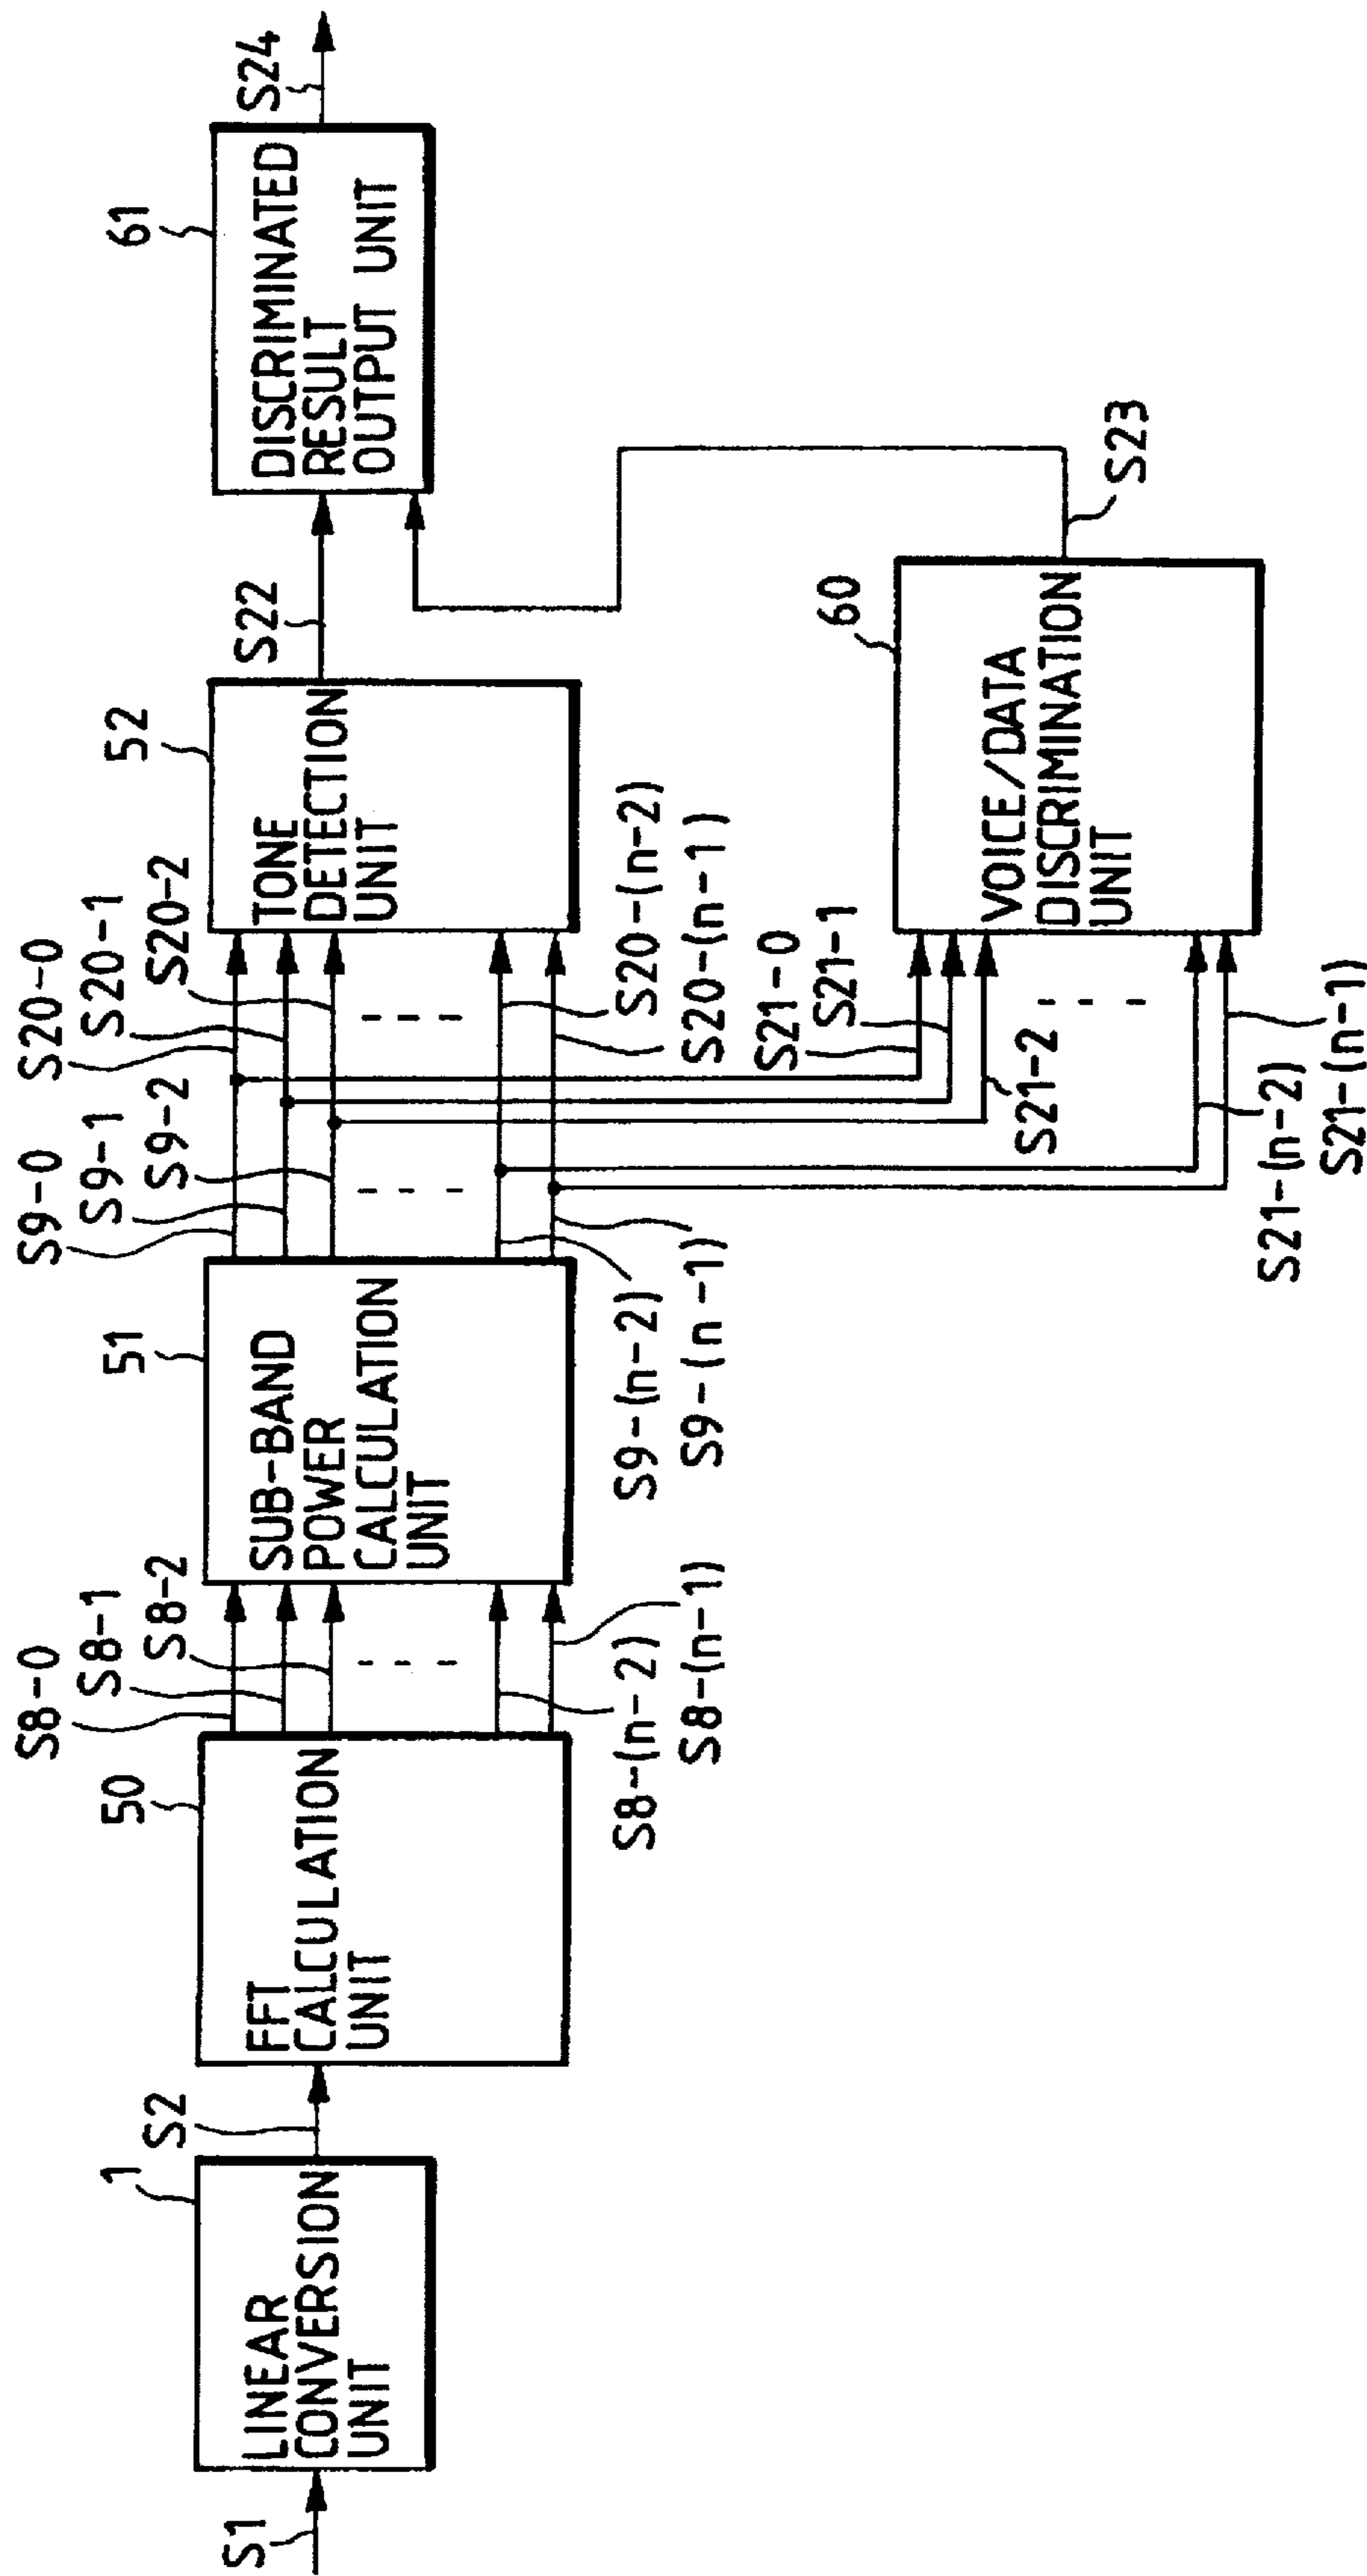 S1
LINEAR
CONVERSION
UNIT
1
S2
FFT
CALCULATION
UNIT
50
S8-0
S8-1
S8-2
S8-(n-2)
S8-(n-1)
SUB-BAND
POWER
CALCULATION
UNIT
51
S9-0
S9-1
S9-2
S9-(n-2)
S9-(n-1)
S20-0
S20-1
S20-2
S20-(n-2)
S20-(n-1)
TONE
DETECTION
UNIT
52
S22
S21-0
S21-1
S21-2
S21-(n-2)
S21-(n-1)
VOICE/DATA
DISCRIMINATION
UNIT
60
S23
DISCRIMINATED
RESULT
OUTPUT UNIT
61
S24